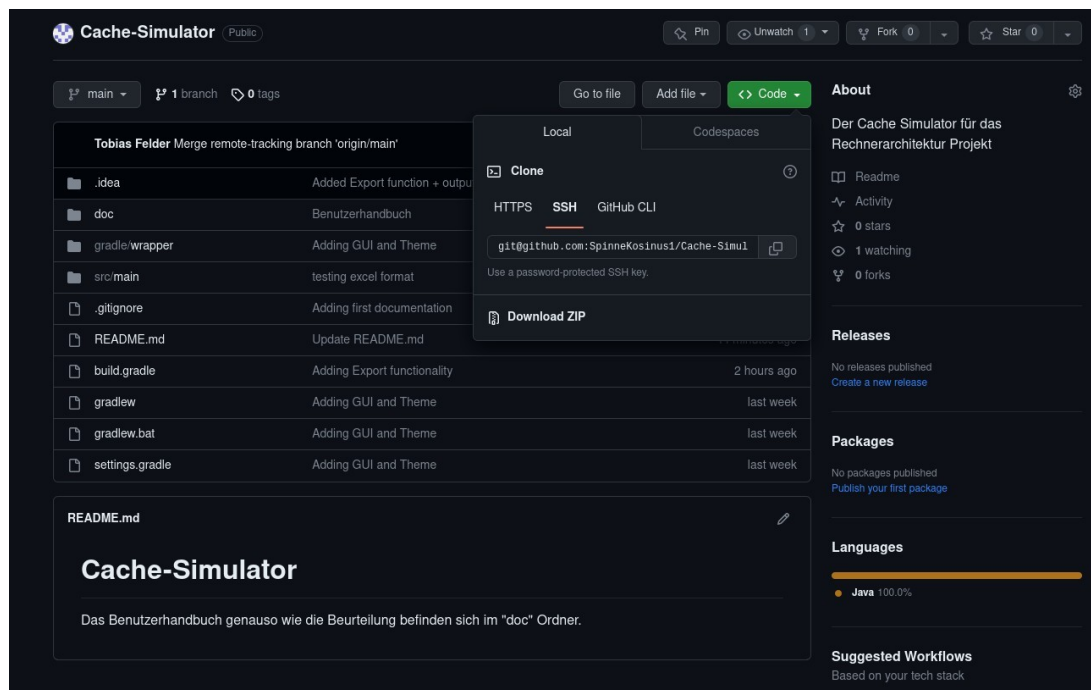 Cache-Simulator Public
Pin
Unwatch 1
Fork 0
Star 0
main
1 branch
0 tags
Go to file
Add file
<> Code
Tobias Felder Merge remote-tracking branch 'origin/main'
.idea Added Export function + outpu
doc Benutzerhandbuch
gradle/wrapper Adding GUI and Theme
src/main testing excel format
.gitignore Adding first documentation
README.md Update README.md
build.gradle Adding Export functionality 2 hours ago
gradlew Adding GUI and Theme last week
gradlew.bat Adding GUI and Theme last week
settings.gradle Adding GUI and Theme last week
Local
Codespaces
Clone
HTTPS SSH GitHub CLI
git@github.com:SpinneKosinus1/Cache-Simul
Use a password-protected SSH key.
Download ZIP
README.md
Cache-Simulator
Das Benutzerhandbuch genauso wie die Beurteilung befinden sich im "doc" Ordner.
About
Der Cache Simulator für das
Rechnerarchitektur Projekt
Readme
Activity
0 stars
1 watching
0 forks
Releases
No releases published
Create a new release
Packages
No packages published
Publish your first package
Languages
Java 100.0%
Suggested Workflows
Based on your tech stack